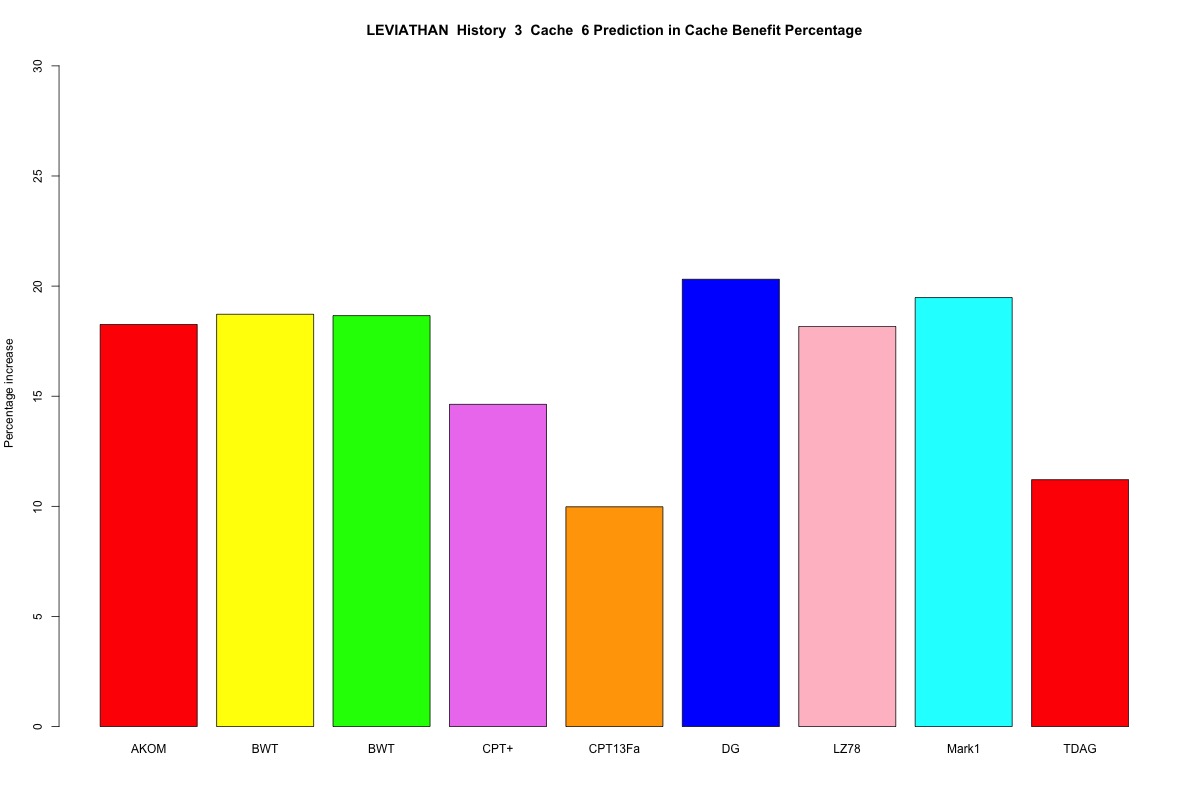 LEVIATHAN  History  3  Cache  6 Prediction in Cache Benefit Percentage
Percentage increase
30
25
20
15
10
5
0
AKOM BWT BWT CPT+ CPT13Fa DG LZ78 Mark1 TDAG